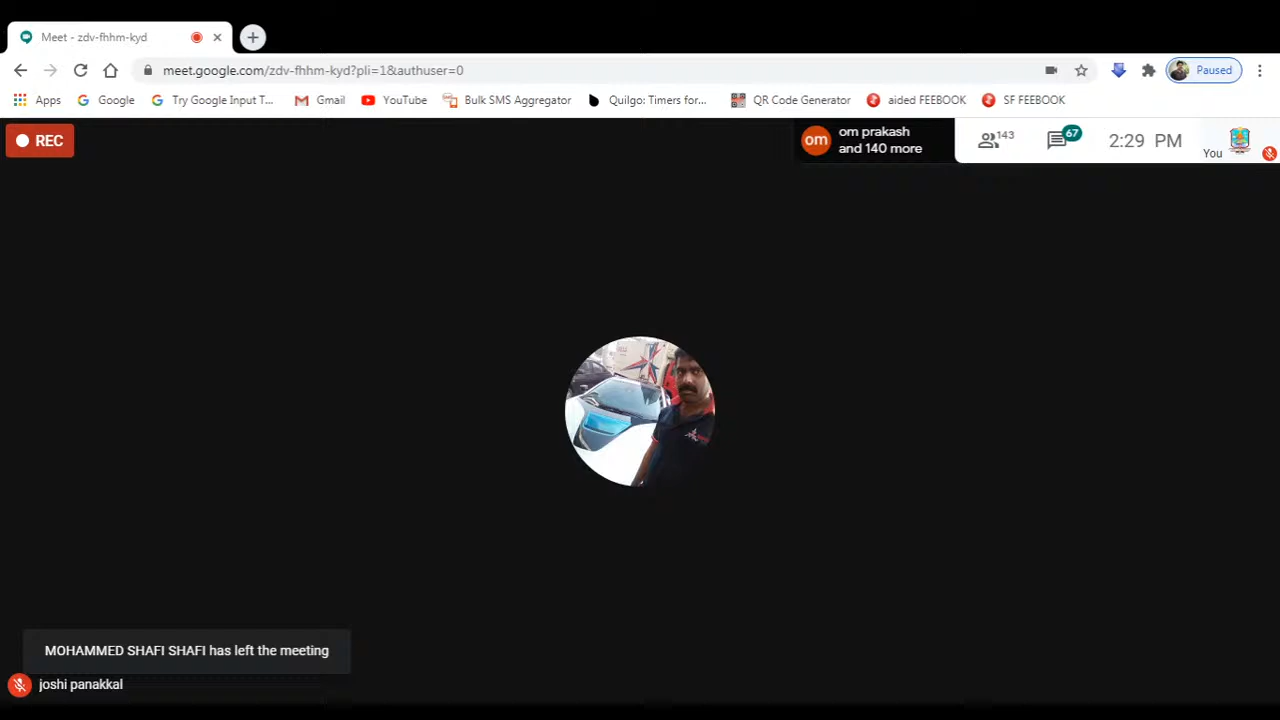 Meet - zdv-fhhm-kyd
meet.google.com/zdv-fhhm-kyd?pli=1&authuser=0
Paused
Apps
Google
Try Google Input T...
Gmail
YouTube
Bulk SMS Aggregator
Quilgo: Timers for...
QR Code Generator
aided FEEBOOK
SF FEEBOOK
REC
om
om prakash
and 140 more
143
67
2:29 PM
You
MOHAMMED SHAFI SHAFI has left the meeting
joshi panakkal